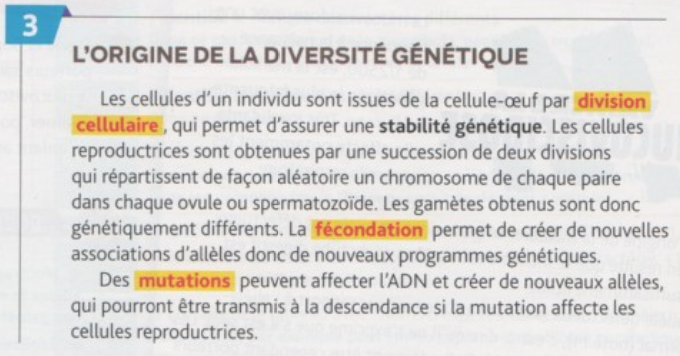 3
L'ORIGINE DE LA DIVERSITÉ GÉNÉTIQUE
Les cellules d'un individu sont issues de la cellule-œuf par division
cellulaire, qui permet d'assurer une stabilité génétique. Les cellules
reproductrices sont obtenues par une succession de deux divisions
qui répartissent de façon aléatoire un chromosome de chaque paire
dans chaque ovule ou spermatozoïde. Les gamètes obtenus sont donc
génétiquement différents. La fécondation permet de créer de nouvelles
associations d'allèles donc de nouveaux programmes génétiques.
Des mutations peuvent affecter l'ADN et créer de nouveaux allèles,
qui pourront être transmis à la descendance si la mutation affecte les
cellules reproductrices.